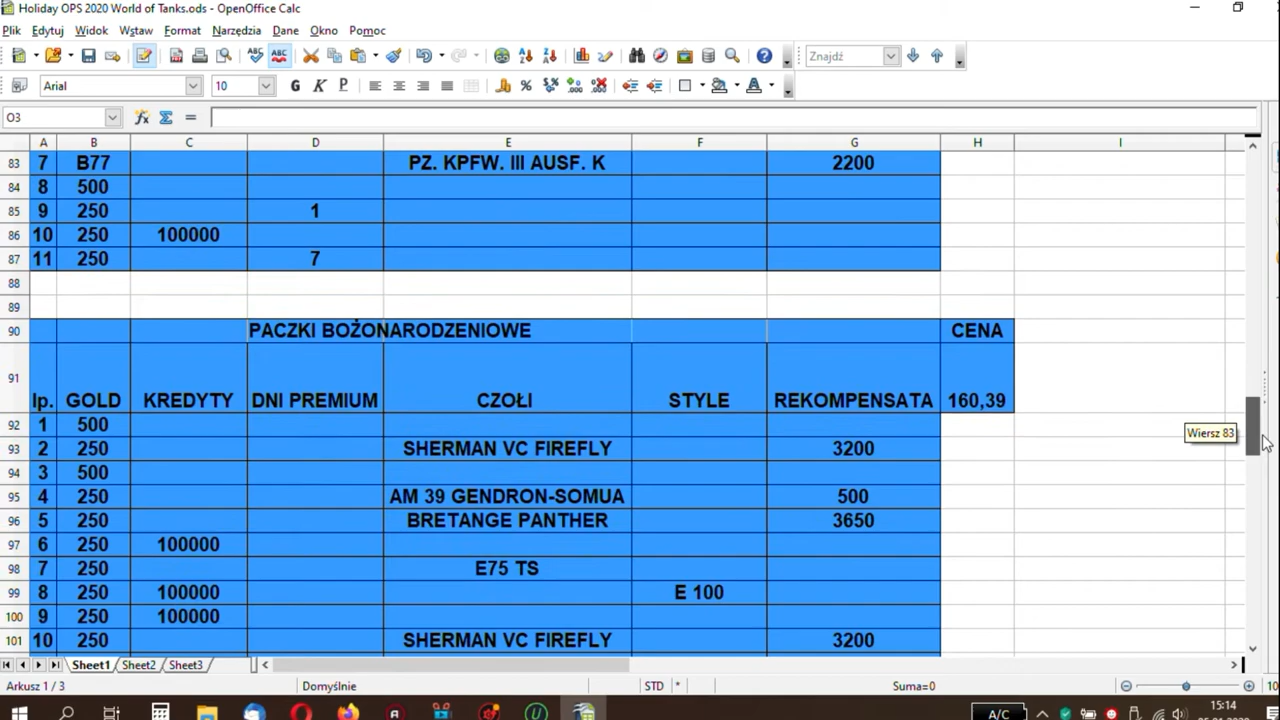 Holiday OPS 2020 World of Tanks.ods - OpenOffice Calc
Plik Edytuj Widok Wstaw Format Narzędzia Dane Okno Pomoc
Znajdź
Arial 10 G K P
O3
A B C D E F G H I
83 7 B77 PZ. KPFW. III AUSF. K 2200
84 8 500
85 9 250 1
86 10 250 100000
87 11 250 7
88
89
90 PACZKI BOŻONARODZENIOWE CENA
91 lp. GOLD KREDYTY DNI PREMIUM CZOŁI STYLE REKOMPENSATA 160,39
92 1 500
Wiersz 83
93 2 250 SHERMAN VC FIREFLY 3200
94 3 500
95 4 250 AM 39 GENDRON-SOMUA 500
96 5 250 BRETANGE PANTHER 3650
97 6 250 100000
98 7 250 E75 TS
99 8 250 100000 E 100
100 9 250 100000
101 10 250 SHERMAN VC FIREFLY 3200
Sheet1 Sheet2 Sheet3
Arkusz 1 / 3 Domyślnie STD * Suma=0 10
A/C 15:14